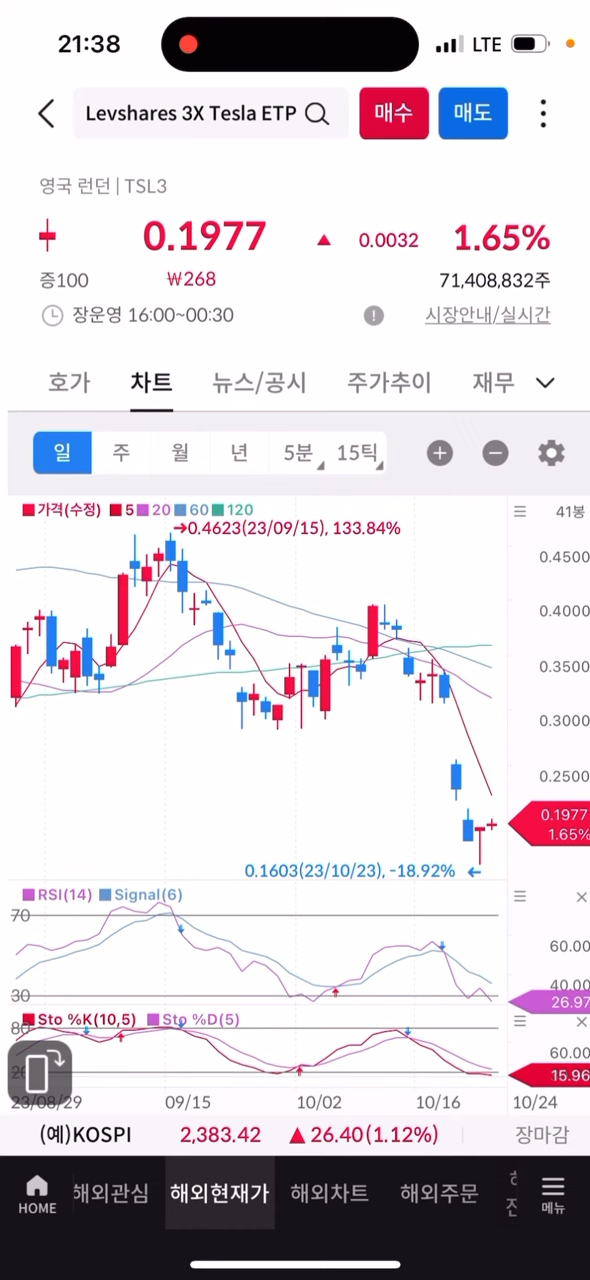 21:38 LTE
Levshares 3X Tesla ETP 매수 매도
영국 런던 | TSL3
0.1977 ▲ 0.0032 1.65%
증100 ₩268 71,408,832주
장운영 16:00~00:30 ! 시장안내/실시간
호가 차트 뉴스/공시 주가추이 재무
일 주 월 년 5분 15틱
가격(수정) 5 20 60 120 41봉
→0.4623(23/09/15), 133.84%
0.4500
0.4000
0.3500
0.3000
0.2500
0.1977
1.65%
0.1603(23/10/23), -18.92% ←
RSI(14) Signal(6)
70
60.00
40.00
30
26.97
Sto %K(10,5) Sto %D(5)
80
60.00
20
15.96
23/08/29 09/15 10/02 10/16 10/24
(예)KOSPI 2,383.42 ▲26.40(1.12%) 장마감
HOME 해외관심 해외현재가 해외차트 해외주문 메뉴